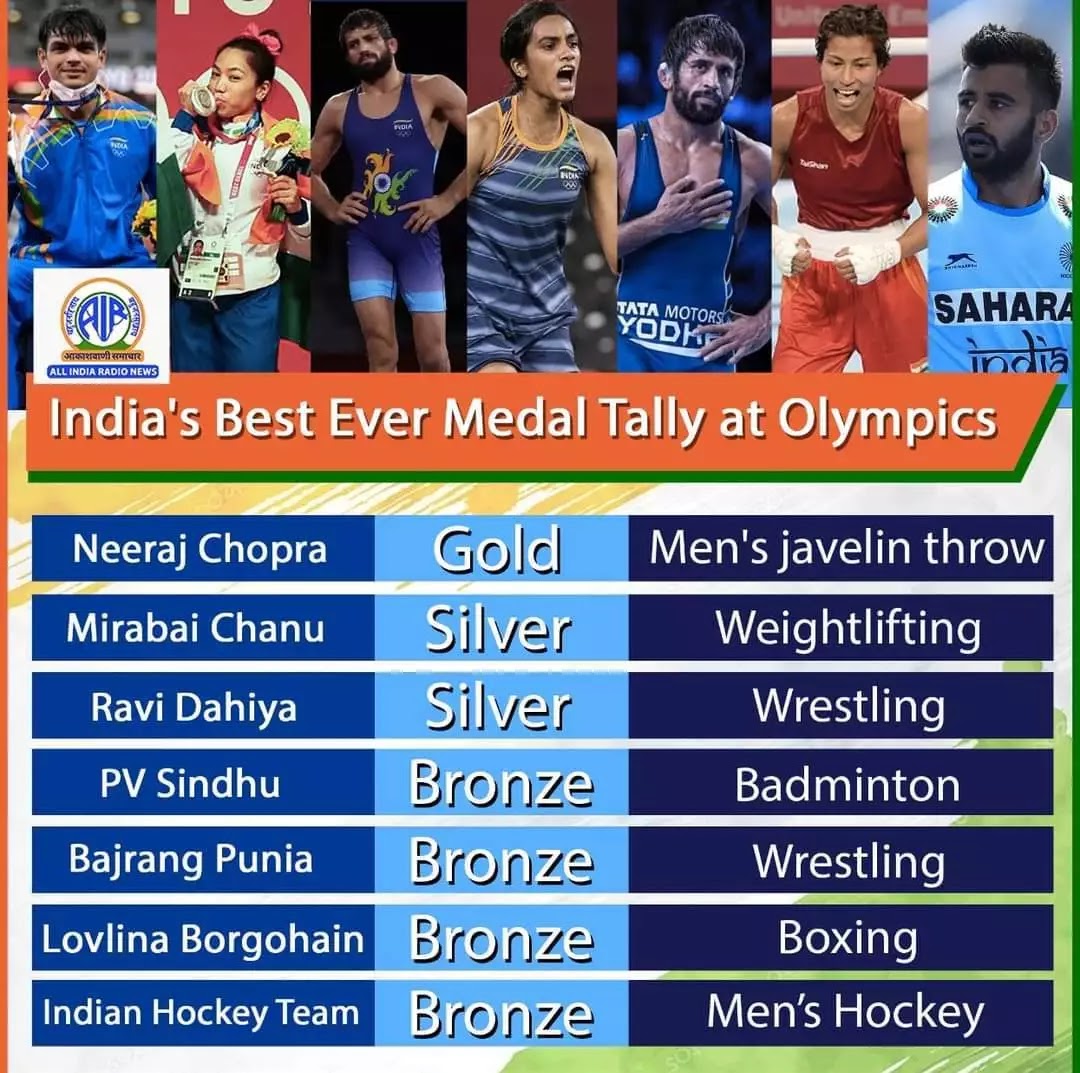 INDIA
INDIA
TaiShan
TATA MOTORS
YODH
SAHARA
india
AIR
आकाशवाणी समाचार
ALL INDIA RADIO NEWS
India's Best Ever Medal Tally at Olympics
Neeraj Chopra Gold Men's javelin throw
Mirabai Chanu Silver Weightlifting
Ravi Dahiya Silver Wrestling
PV Sindhu Bronze Badminton
Bajrang Punia Bronze Wrestling
Lovlina Borgohain Bronze Boxing
Indian Hockey Team Bronze Men’s Hockey